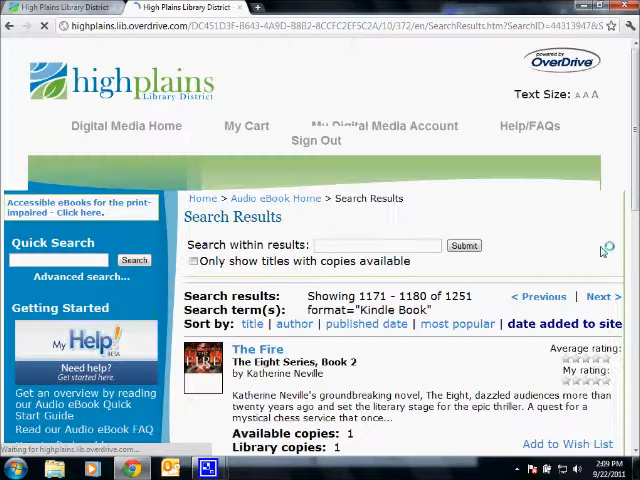 High Plains Library District
High Plains Library District
highplains.lib.overdrive.com/DC451D3F-B643-4A9D-B8B2-8CCFC2FC2A20/10/372/en/SearchResults.htm?SearchID=44313947&S
powered by
OverDrive
highplains
Library District
Text Size: A A A
Digital Media Home
My Cart
My Digital Media Account
Help/FAQs
Sign Out
Accessible eBooks for the print-
impaired - Click here.
Home > Audio eBook Home > Search Results
Search Results
Quick Search
Search
Advanced search...
Search within results:
Submit
Only show titles with copies available
Search results: Showing 1171 - 1180 of 1251
< Previous | Next >
Search term(s): format="Kindle Book"
Sort by: title | author | published date | most popular | date added to site
Getting Started
My Help!
BETA
Need help?
Get started here.
Get an overview by reading
our Audio eBook Quick
Start Guide
Read our Audio eBook FAQ
THE
FIRE
The Fire
The Eight Series, Book 2
by Katherine Neville
Average rating:
My rating:
Katherine Neville's groundbreaking novel, The Eight, dazzled audiences more than
twenty years ago and set the literary stage for the epic thriller. A quest for a
mystical chess service that once...
Available copies: 1
Library copies: 1
Add to Wish List
Waiting for highplains.lib.overdrive.com...
2:09 PM
9/22/2011